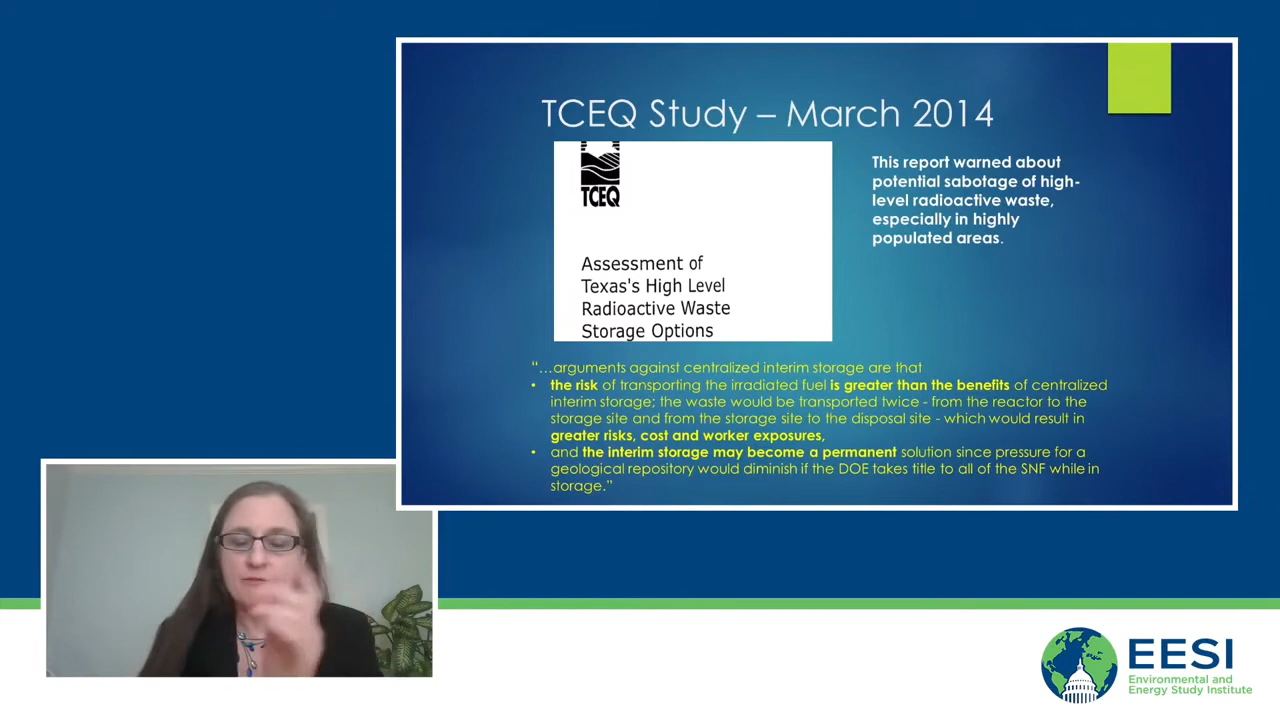 TCEQ Study – March 2014
TCEQ
Assessment of
Texas's High Level
Radioactive Waste
Storage Options
This report warned about
potential sabotage of high-
level radioactive waste,
especially in highly
populated areas.
“…arguments against centralized interim storage are that
• the risk of transporting the irradiated fuel is greater than the benefits of centralized
interim storage; the waste would be transported twice - from the reactor to the
storage site and from the storage site to the disposal site - which would result in
greater risks, cost and worker exposures,
• and the interim storage may become a permanent solution since pressure for a
geological repository would diminish if the DOE takes title to all of the SNF while in
storage.”
EESI
Environmental and
Energy Study Institute